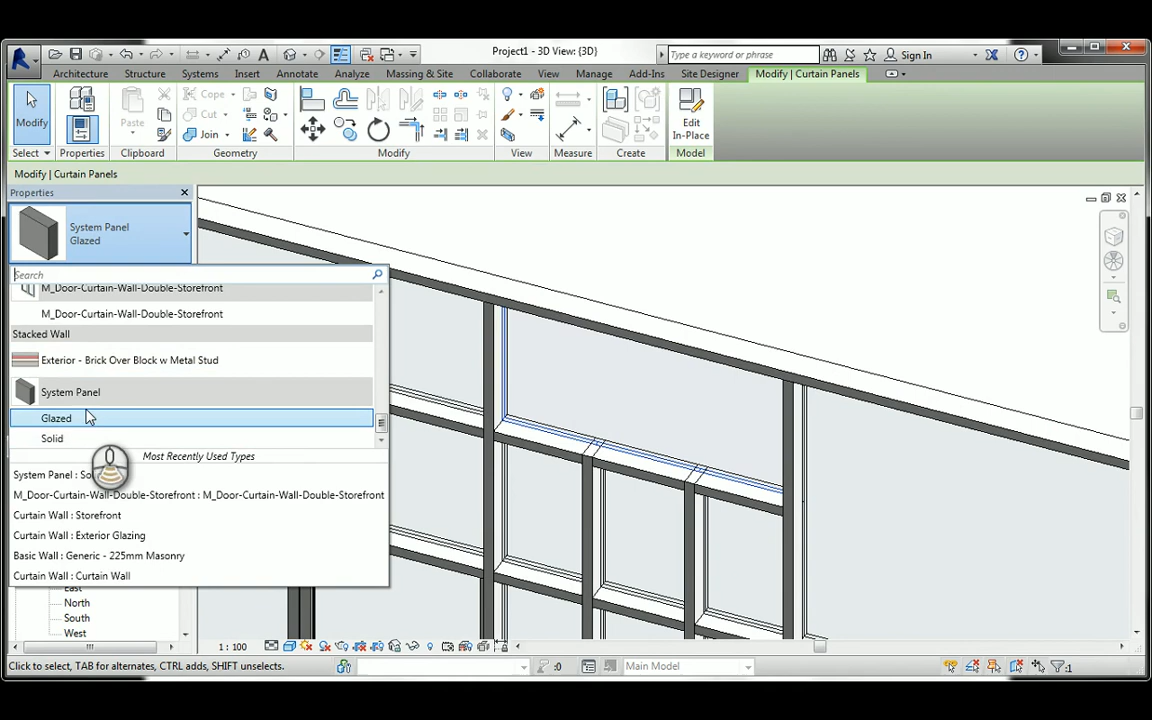 Project1 - 3D View: {3D}
Type a keyword or phrase
Sign In
Architecture Structure Systems Insert Annotate Analyze Massing & Site Collaborate View Manage Add-Ins Site Designer Modify | Curtain Panels
Modify Paste Cope Cut Join Edit In-Place
Select Properties Clipboard Geometry Modify View Measure Create Model
Modify | Curtain Panels
Properties
System Panel
Glazed
Search
M_Door-Curtain-Wall-Double-Storefront
M_Door-Curtain-Wall-Double-Storefront
Stacked Wall
Exterior - Brick Over Block w Metal Stud
System Panel
Glazed
Solid
Most Recently Used Types
System Panel : So
M_Door-Curtain-Wall-Double-Storefront : M_Door-Curtain-Wall-Double-Storefront
Curtain Wall : Storefront
Curtain Wall : Exterior Glazing
Basic Wall : Generic - 225mm Masonry
Curtain Wall : Curtain Wall
East
North
South
West
1 : 100
Click to select, TAB for alternates, CTRL adds, SHIFT unselects.
:0
Main Model
:1